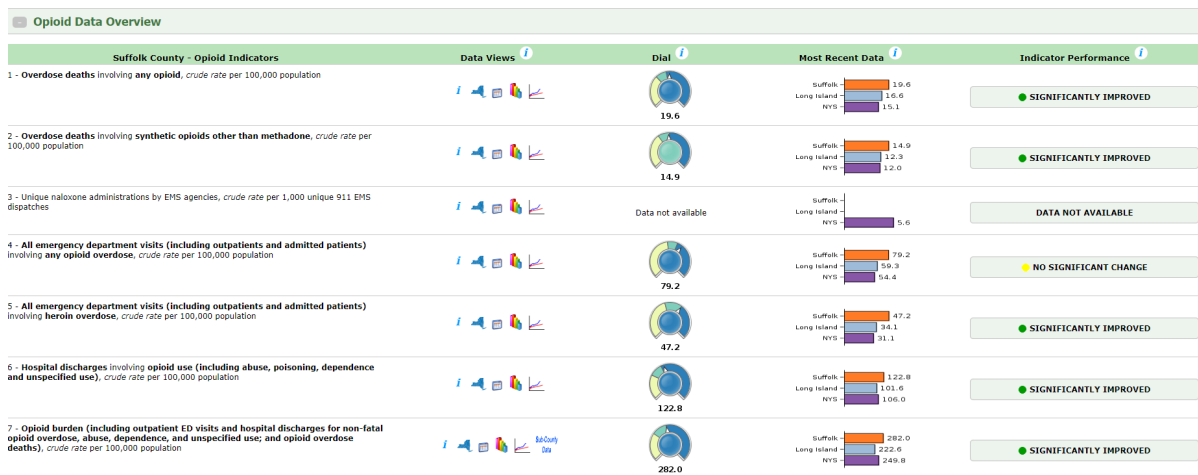 Opioid Data Overview
Suffolk County - Opioid Indicators Data Views i Dial i Most Recent Data i Indicator Performance i
1 - Overdose deaths involving any opioid, crude rate per 100,000 population
i
19.6
Suffolk 19.6
Long Island 16.6
NYS 15.1
SIGNIFICANTLY IMPROVED
2 - Overdose deaths involving synthetic opioids other than methadone, crude rate per
100,000 population
i
14.9
Suffolk 14.9
Long Island 12.3
NYS 12.0
SIGNIFICANTLY IMPROVED
3 - Unique naloxone administrations by EMS agencies, crude rate per 1,000 unique 911 EMS
dispatches
i
Data not available
Suffolk
Long Island
NYS 5.6
DATA NOT AVAILABLE
4 - All emergency department visits (including outpatients and admitted patients)
involving any opioid overdose, crude rate per 100,000 population
i
79.2
Suffolk 79.2
Long Island 59.3
NYS 54.4
NO SIGNIFICANT CHANGE
5 - All emergency department visits (including outpatients and admitted patients)
involving heroin overdose, crude rate per 100,000 population
i
47.2
Suffolk 47.2
Long Island 34.1
NYS 31.1
SIGNIFICANTLY IMPROVED
6 - Hospital discharges involving opioid use (including abuse, poisoning, dependence
and unspecified use), crude rate per 100,000 population
i
122.8
Suffolk 122.8
Long Island 101.6
NYS 106.0
SIGNIFICANTLY IMPROVED
7 - Opioid burden (including outpatient ED visits and hospital discharges for non-fatal
opioid overdose, abuse, dependence, and unspecified use; and opioid overdose
deaths), crude rate per 100,000 population
i
Sub-County
Data
282.0
Suffolk 282.0
Long Island 222.6
NYS 249.8
SIGNIFICANTLY IMPROVED